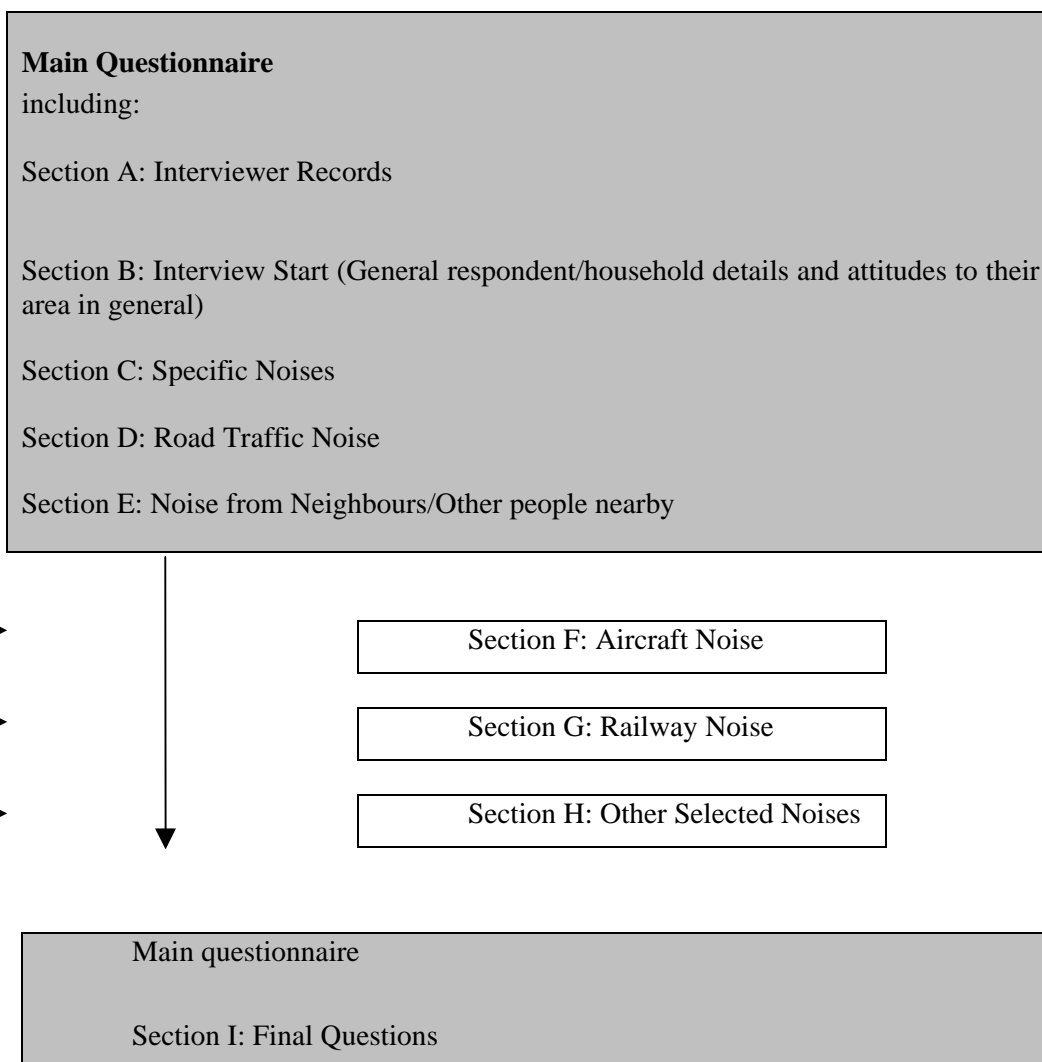 Main Questionnaire
including:
Section A: Interviewer Records
Section B: Interview Start (General respondent/household details and attitudes to their
area in general)
Section C: Specific Noises
Section D: Road Traffic Noise
Section E: Noise from Neighbours/Other people nearby
Section F: Aircraft Noise
Section G: Railway Noise
Section H: Other Selected Noises
Main questionnaire
Section I: Final Questions